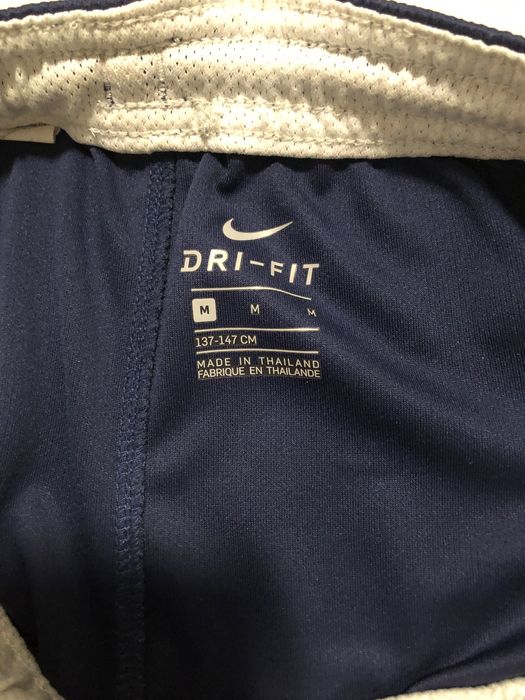 DRI-FIT
M M M
137-147 CM
MADE IN THAILAND
FABRIQUE EN THAILANDE